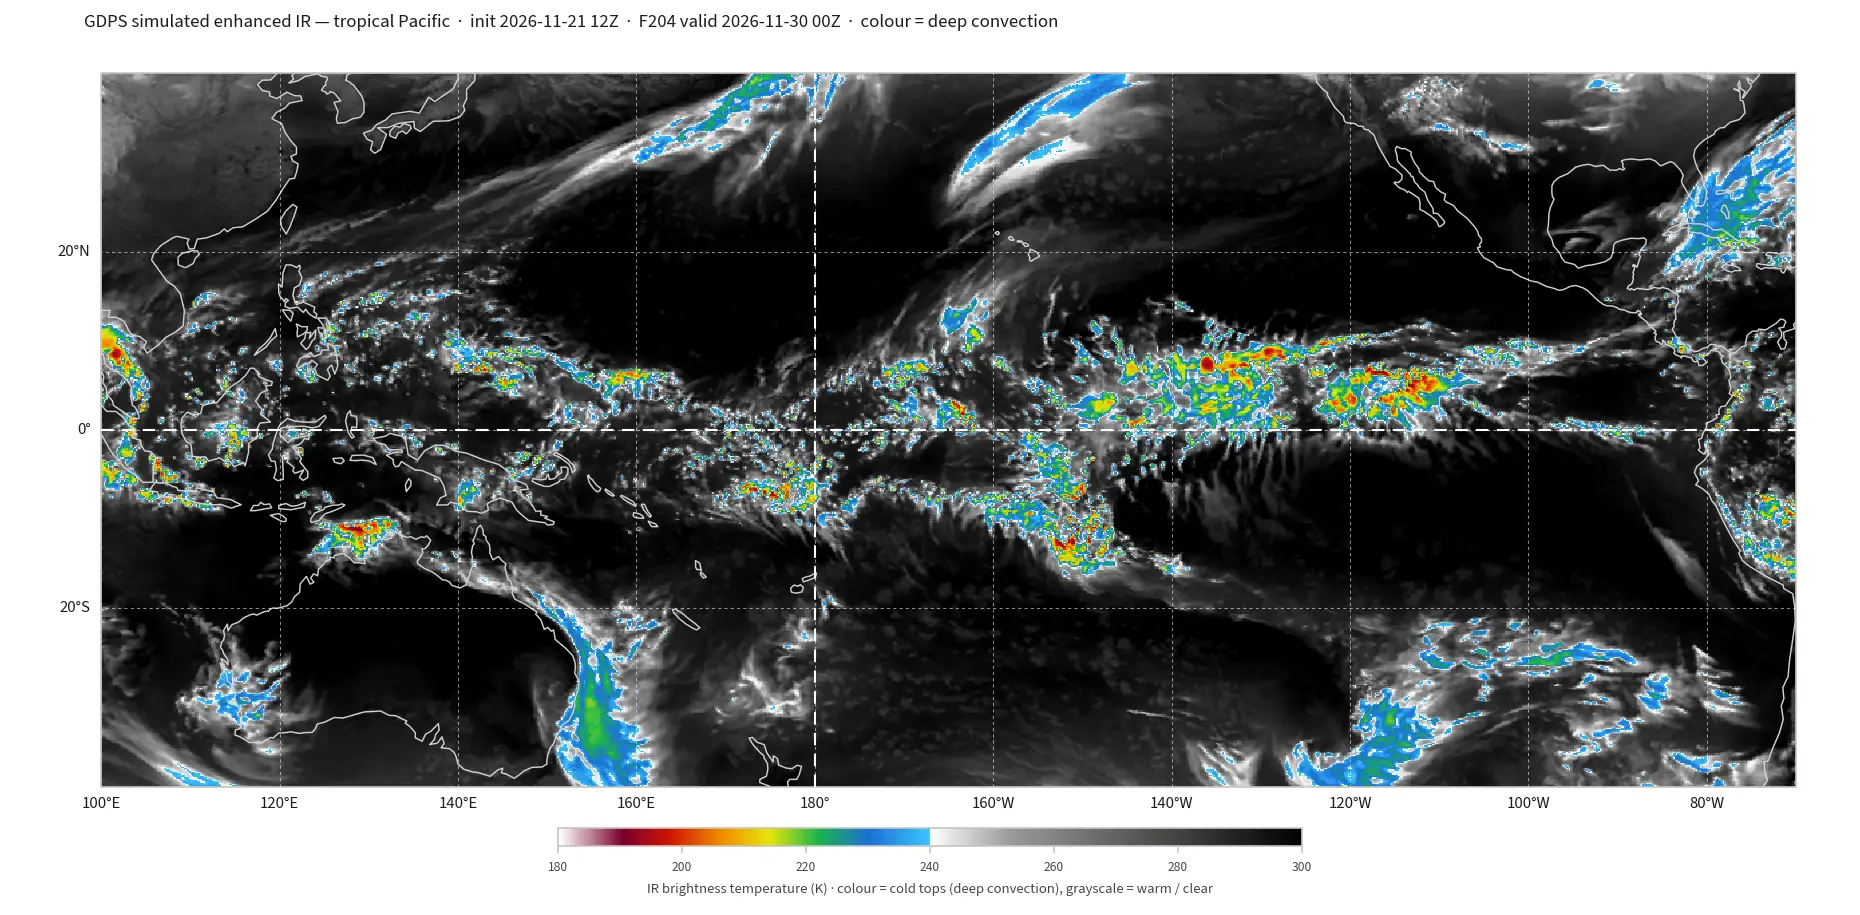 GDPS simulated enhanced IR — tropical Pacific · init 2026-11-21 12Z · F204 valid 2026-11-30 00Z · colour = deep convection
20°N
0°
20°S
100°E 120°E 140°E 160°E 180° 160°W 140°W 120°W 100°W 80°W
180 200 220 240 260 280 300
IR brightness temperature (K) · colour = cold tops (deep convection), grayscale = warm / clear